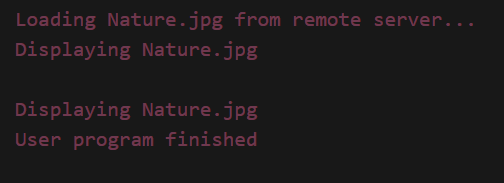 Loading Nature.jpg from remote server...
Displaying Nature.jpg
Displaying Nature.jpg
User program finished